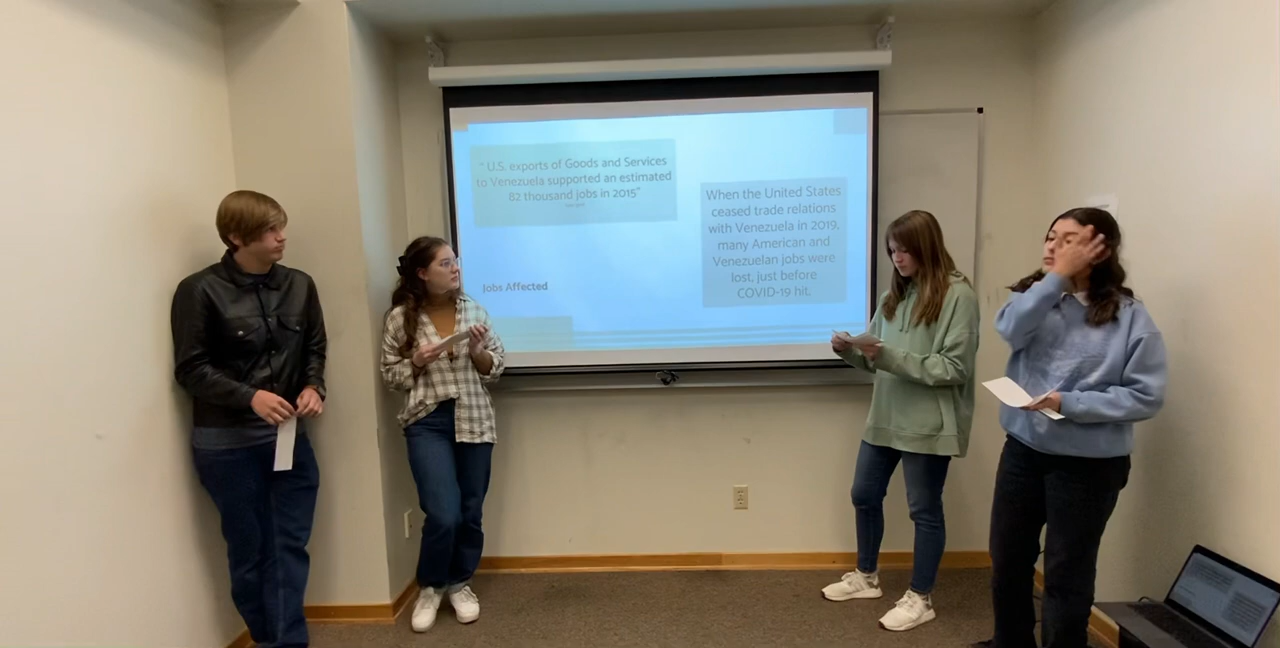 " U.S. exports of Goods and Services
to Venezuela supported an estimated
82 thousand jobs in 2015"
Jobs Affected
When the United States
ceased trade relations
with Venezuela in 2019,
many American and
Venezuelan jobs were
lost, just before
COVID-19 hit.